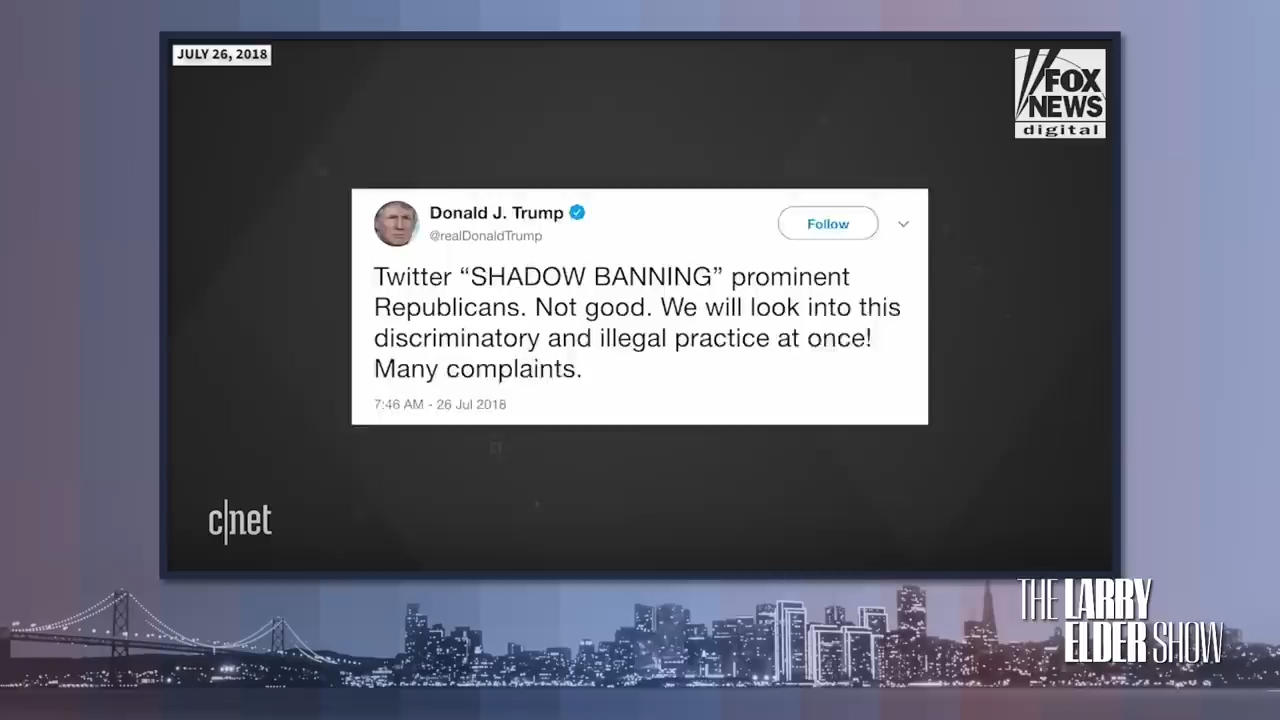 JULY 26, 2018
FOX
NEWS
digital
Donald J. Trump
@realDonaldTrump
Follow
Twitter “SHADOW BANNING” prominent
Republicans. Not good. We will look into this
discriminatory and illegal practice at once!
Many complaints.
7:46 AM - 26 Jul 2018
c|net
THE LARRY
ELDER SHOW